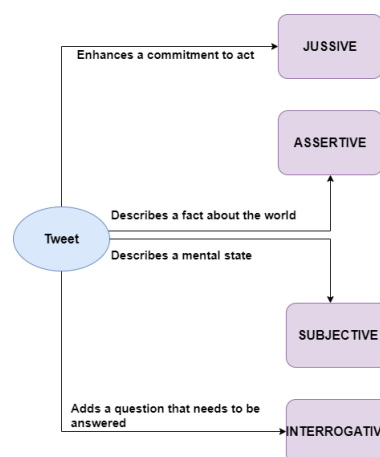 JUSSIVE
Enhances a commitment to act
ASSERTIVE
Describes a fact about the world
Tweet
Describes a mental state
SUBJECTIVE
Adds a question that needs to be
answered
INTERROGATIV